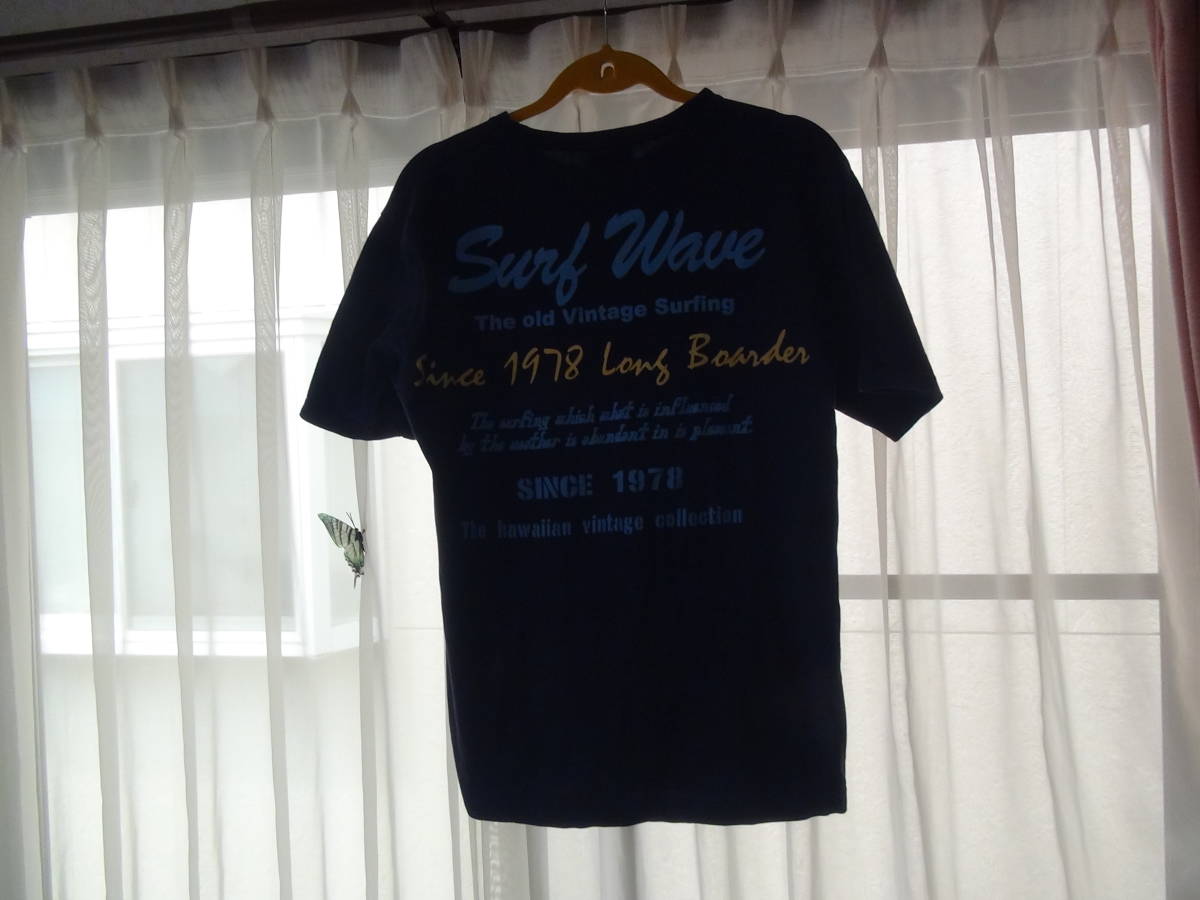 Surf Wave
The old Vintage Surfing
Since 1978 Long Boarder
The surfing which what is influenced
by the weather is abundant in is pleasant
SINCE 1978
The hawaiian vintage collection